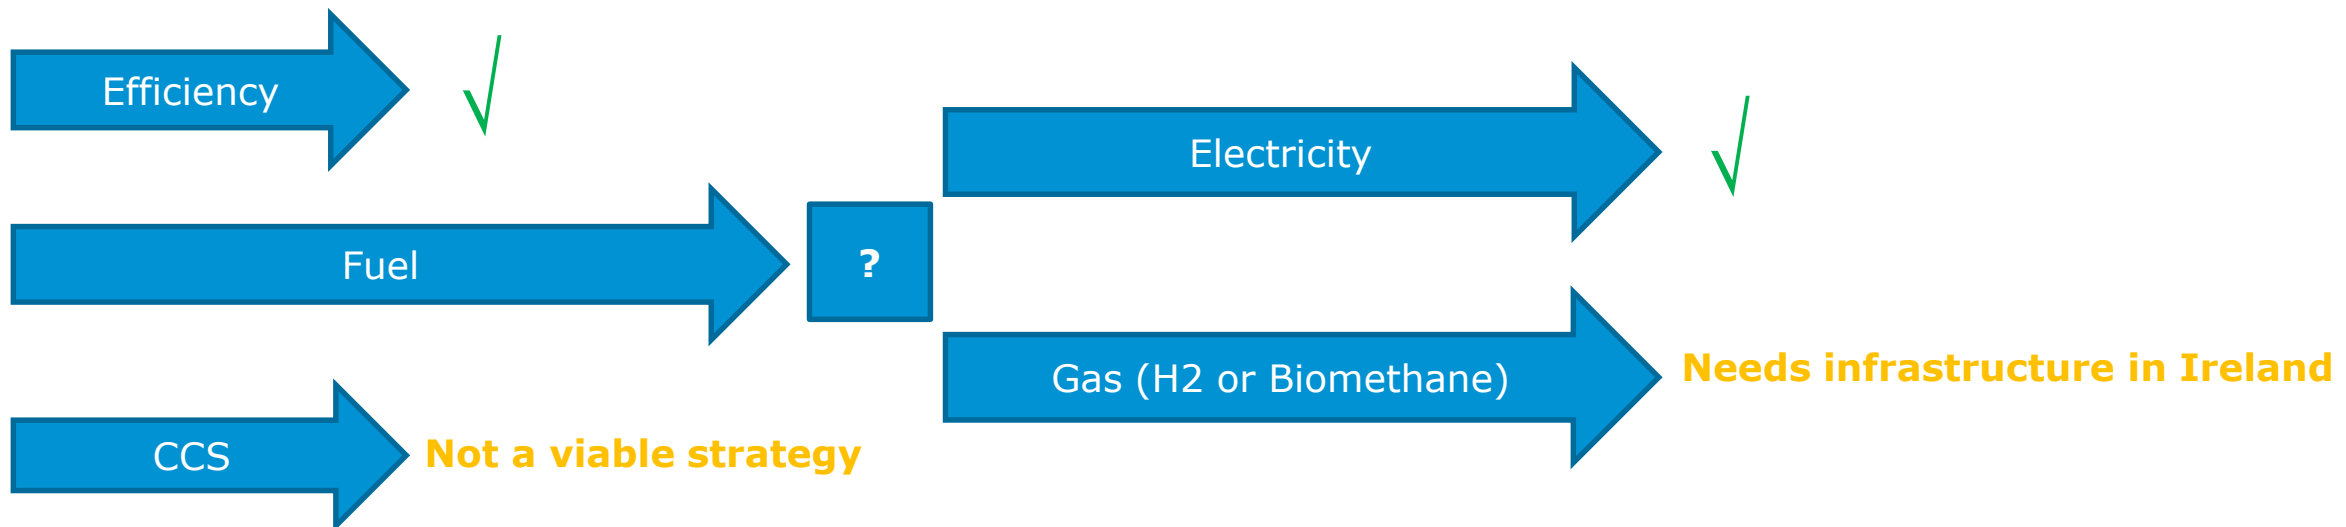 Efficiency
√
Electricity
√
Fuel
?
Gas (H2 or Biomethane)
Needs infrastructure in Ireland
CCS
Not a viable strategy